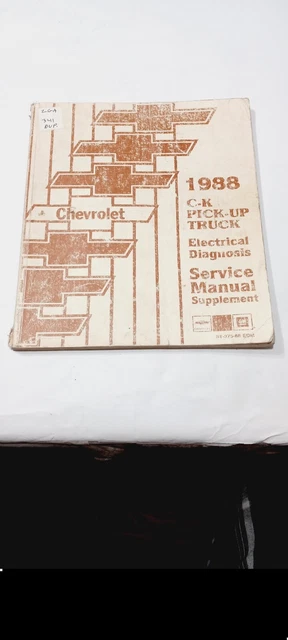 Chevrolet
1988
C-K
PICK-UP
TRUCK
Electrical
Diagnosis
Service
Manual
Supplement